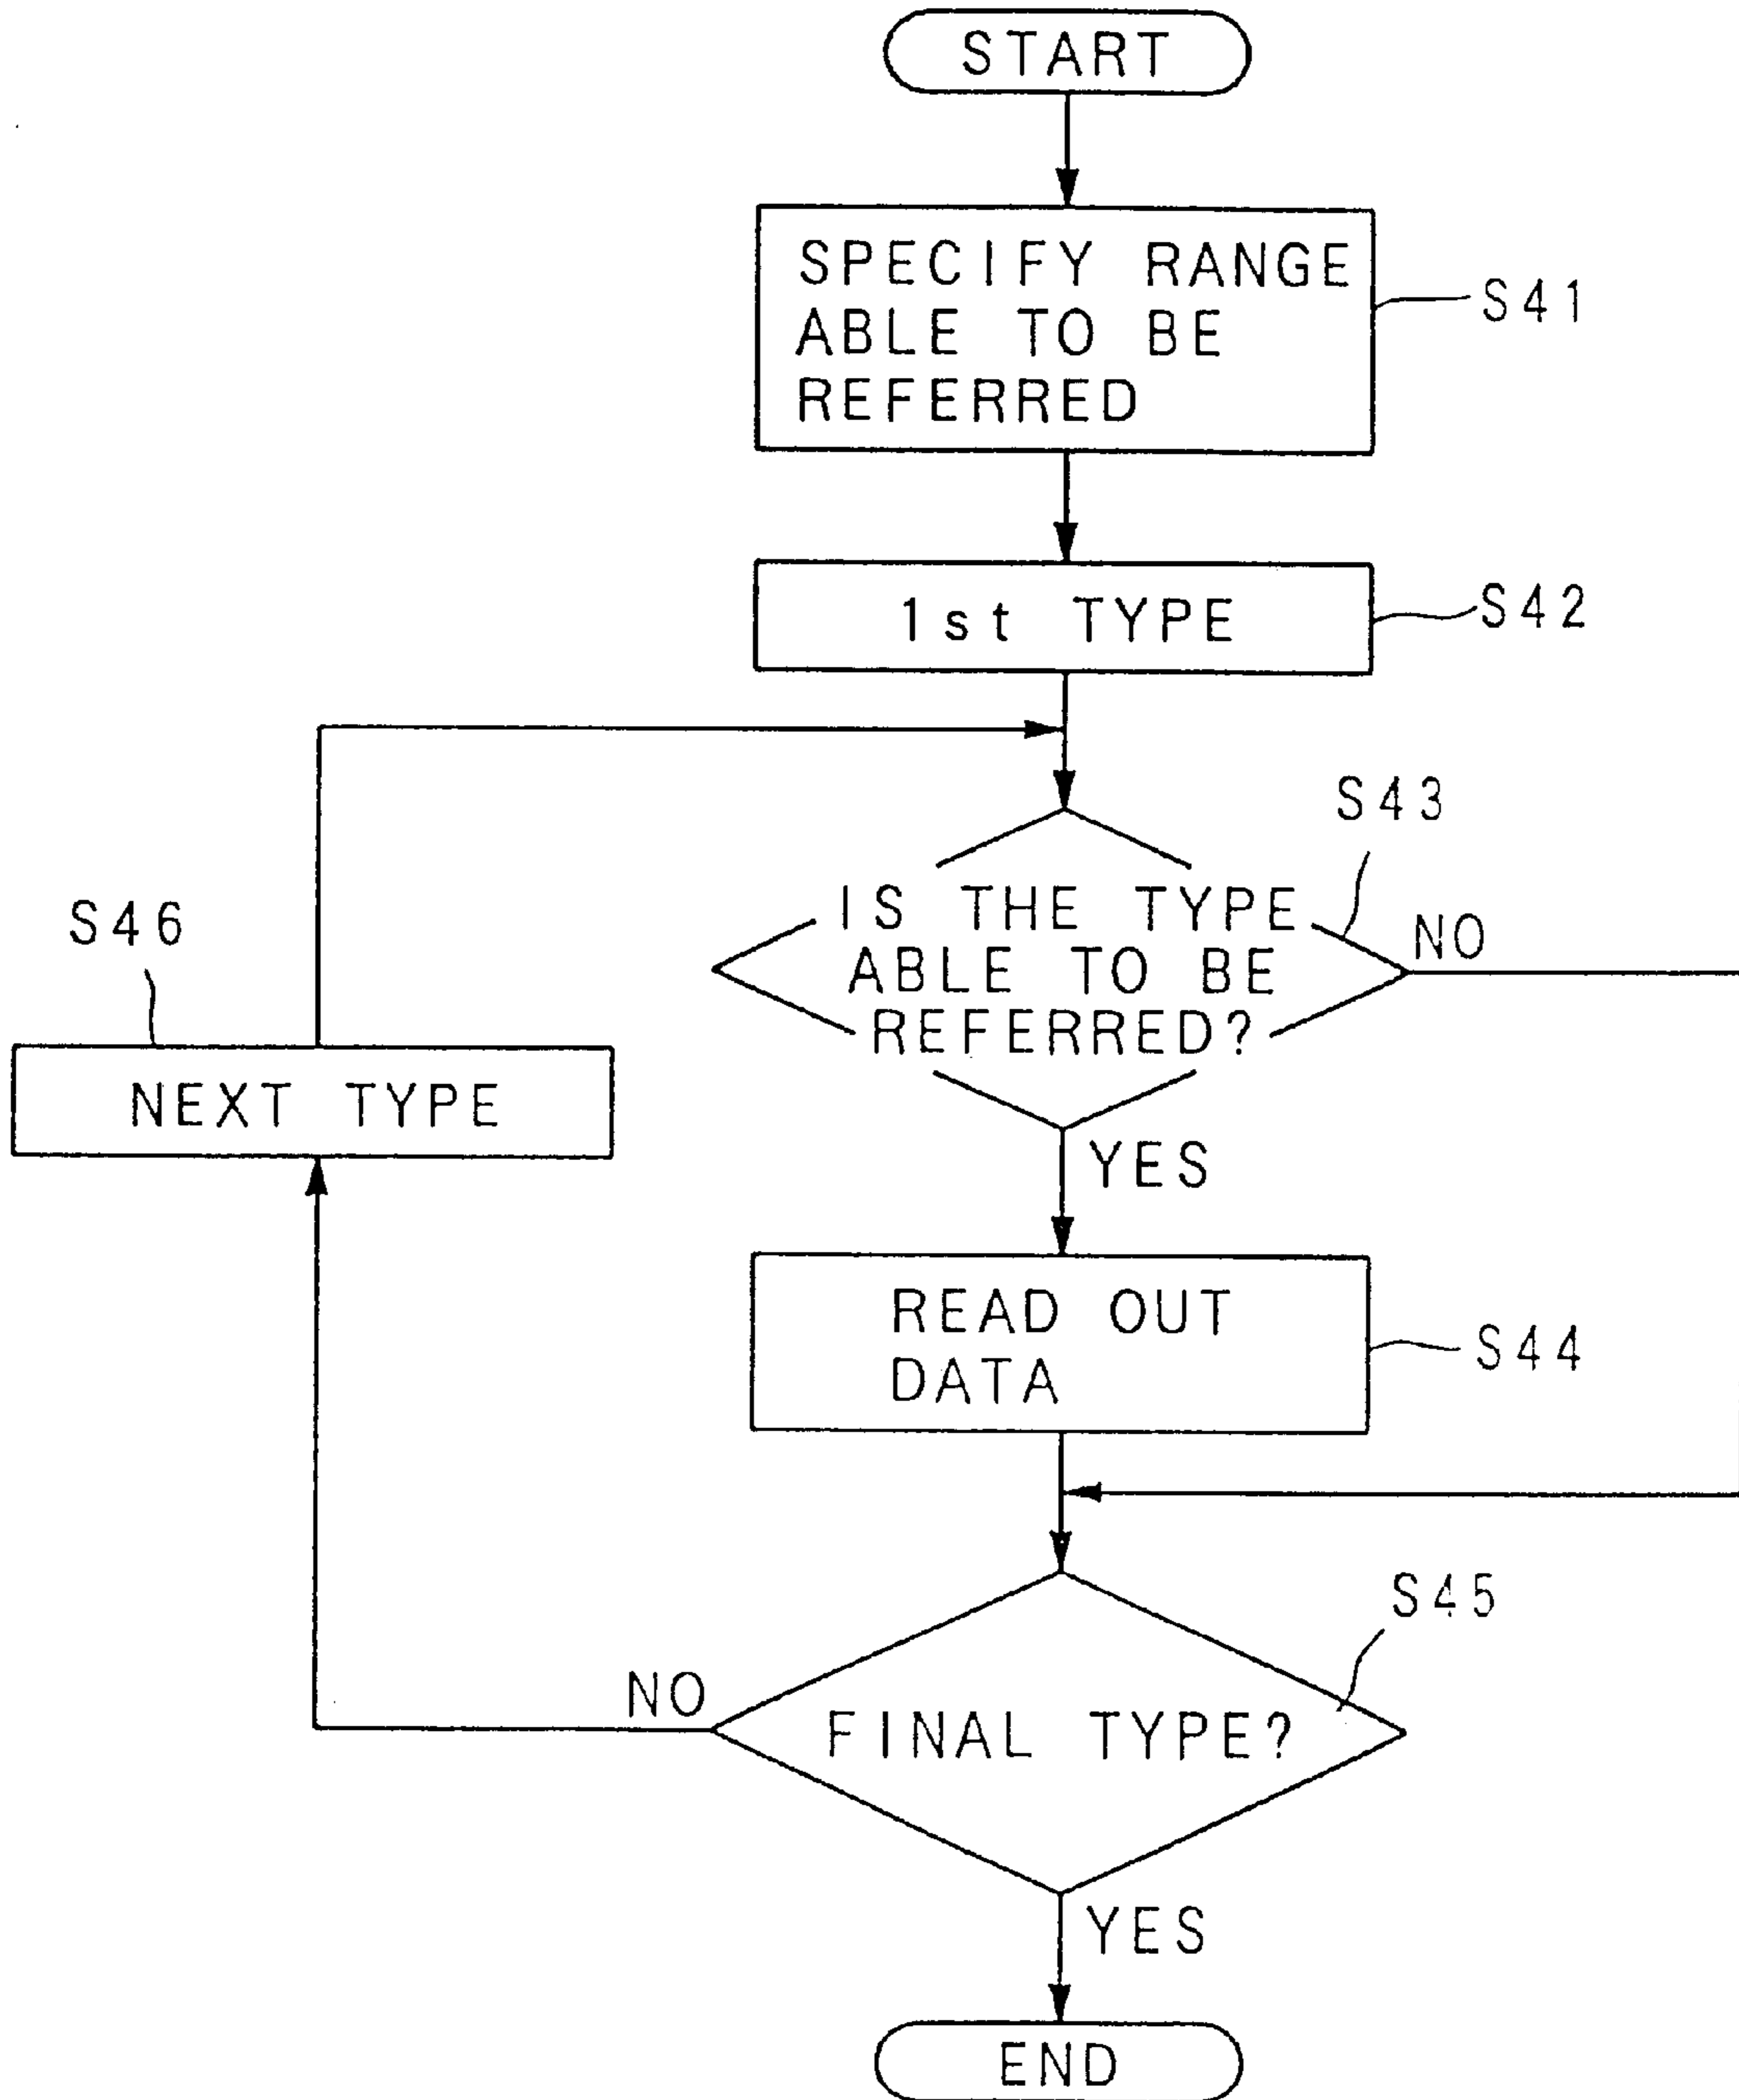 START
SPECIFY RANGE
ABLE TO BE
REFERRED
S41
1st TYPE
S42
S43
IS THE TYPE
ABLE TO BE
REFERRED?
NO
S46
NEXT TYPE
YES
READ OUT
DATA
S44
S45
NO
FINAL TYPE?
YES
END